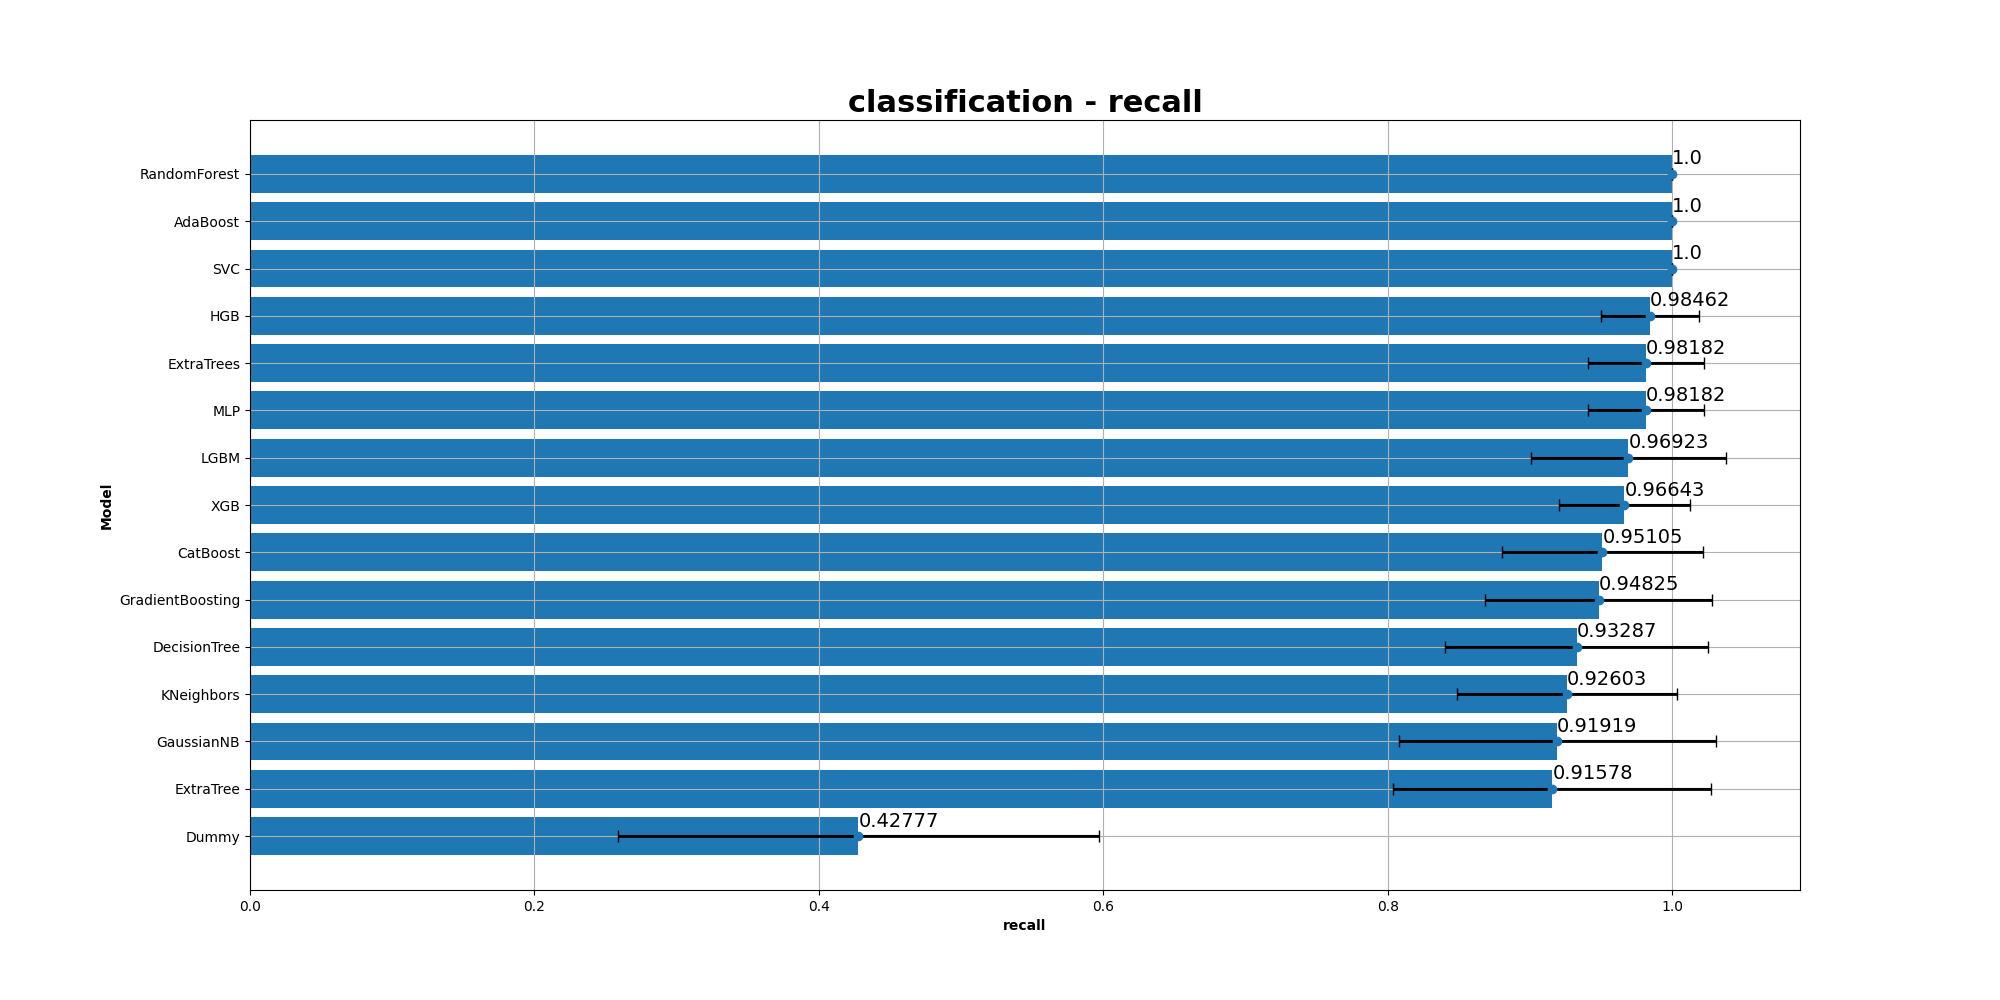 classification - recall
RandomForest 1.0
AdaBoost 1.0
SVC 1.0
HGB 0.98462
ExtraTrees 0.98182
MLP 0.98182
LGBM 0.96923
XGB 0.96643
Model
CatBoost 0.95105
GradientBoosting 0.94825
DecisionTree 0.93287
KNeighbors 0.92603
GaussianNB 0.91919
ExtraTree 0.91578
Dummy 0.42777
0.0 0.2 0.4 0.6 0.8 1.0
recall